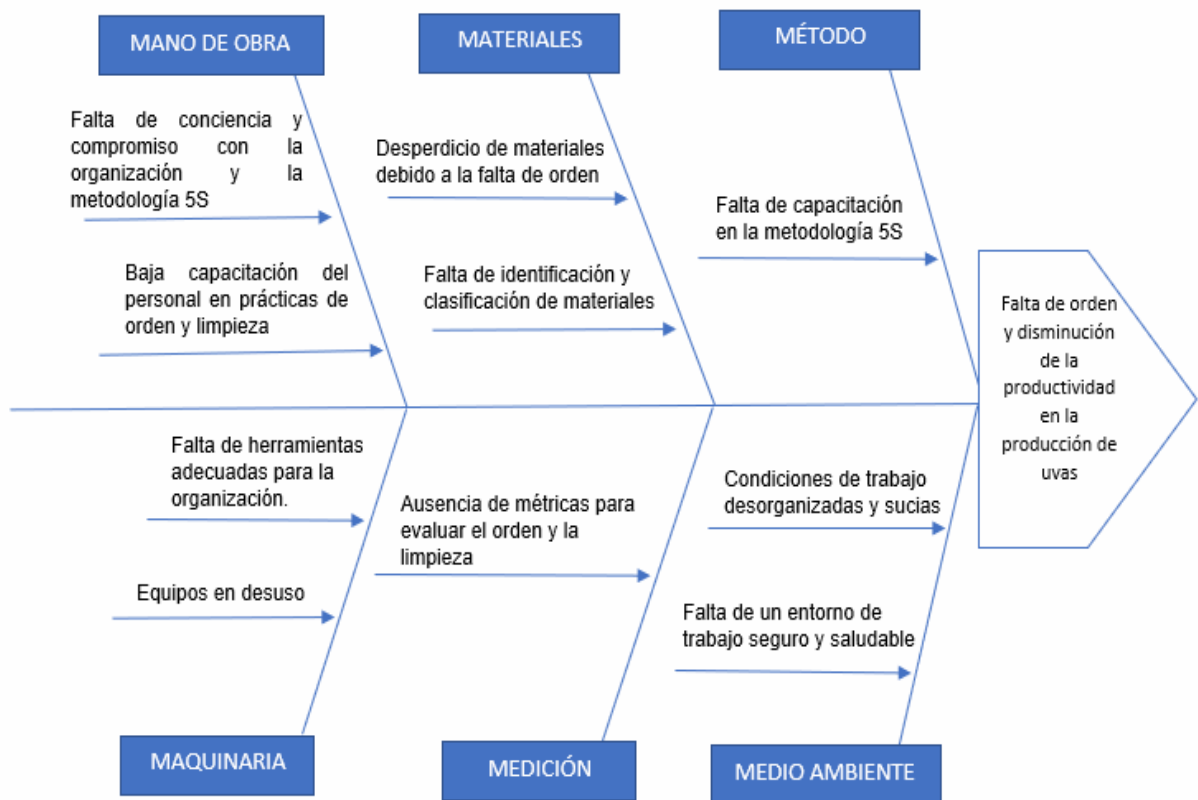 MANO DE OBRA
MATERIALES
MÉTODO
Falta de conciencia y
compromiso con la
organización y la
metodología 5S
Baja capacitación del
personal en prácticas de
orden y limpieza
Desperdicio de materiales
debido a la falta de orden
Falta de identificación y
clasificación de materiales
Falta de capacitación
en la metodología 5S
Falta de orden
y disminución
de la
productividad
en la
producción de
uvas
Falta de herramientas
adecuadas para la
organización.
Equipos en desuso
Ausencia de métricas para
evaluar el orden y la
limpieza
Condiciones de trabajo
desorganizadas y sucias
Falta de un entorno de
trabajo seguro y saludable
MAQUINARIA
MEDICIÓN
MEDIO AMBIENTE